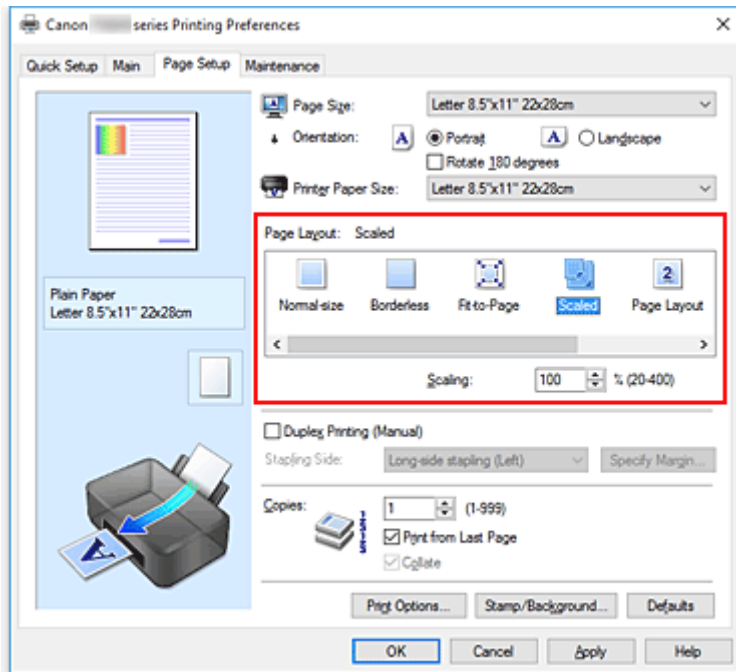 Canon series Printing Preferences
Quick Setup Main Page Setup Maintenance
Page Size: Letter 8.5"x11" 22x28cm
Orientation: A Portrait A Landscape
Rotate 180 degrees
Printer Paper Size: Letter 8.5"x11" 22x28cm
Page Layout: Scaled
2
Normal-size Borderless Fit-to-Page Scaled Page Layout
Scaling: 100 % (20-400)
Plain Paper
Letter 8.5"x11" 22x28cm
Duplex Printing (Manual)
Stapling Side: Long-side stapling (Left) Specify Margin...
Copies: 1 (1-999)
Print from Last Page
Collate
A
Print Options... Stamp/Background... Defaults
OK Cancel Apply Help